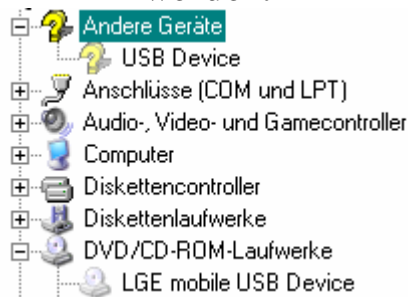 Andere Geräte
USB Device
Anschlüsse (COM und LPT)
Audio-, Video- und Gamecontroller
Computer
Diskettencontroller
Diskettenlaufwerke
DVD/CD-ROM-Laufwerke
LGE mobile USB Device